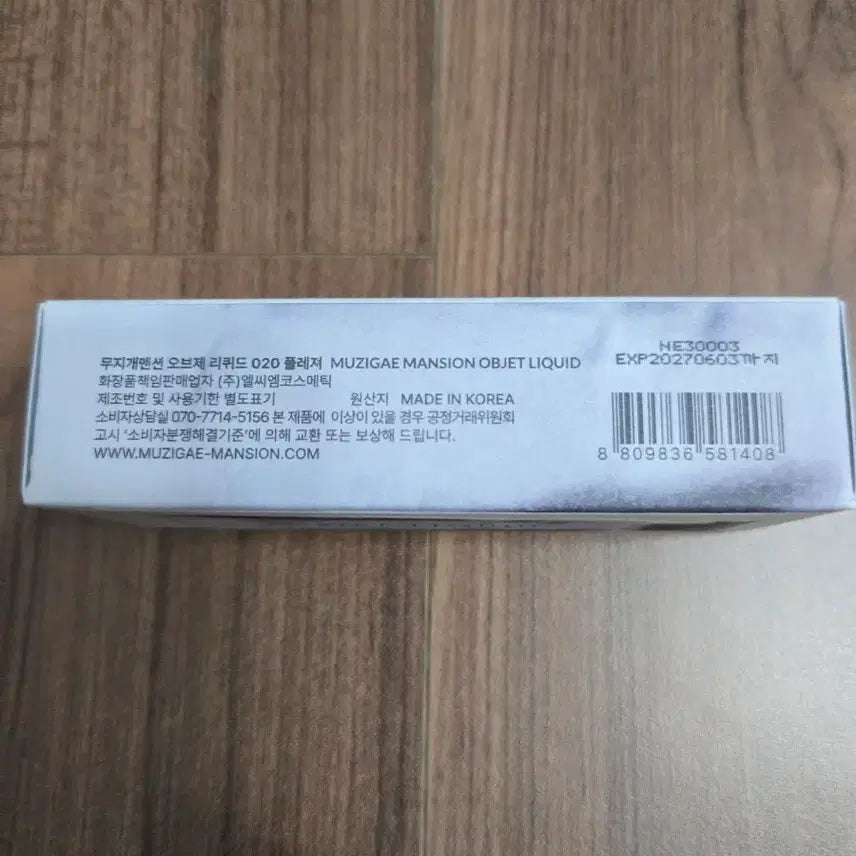 무지개맨션 오브제 리퀴드 020 플레져 MUZIGAE MANSION OBJET LIQUID
화장품책임판매업자 (주)엘씨엠코스메틱
제조번호 및 사용기한 별도표기 원산지 MADE IN KOREA
소비자상담실 070-7714-5156 본 제품에 이상이 있을 경우 공정거래위원회
고시 '소비자분쟁해결기준'에 의해 교환 또는 보상해 드립니다.
WWW.MUZIGAE-MANSION.COM
NE30003
EXP20270603까지
8 809836 581408